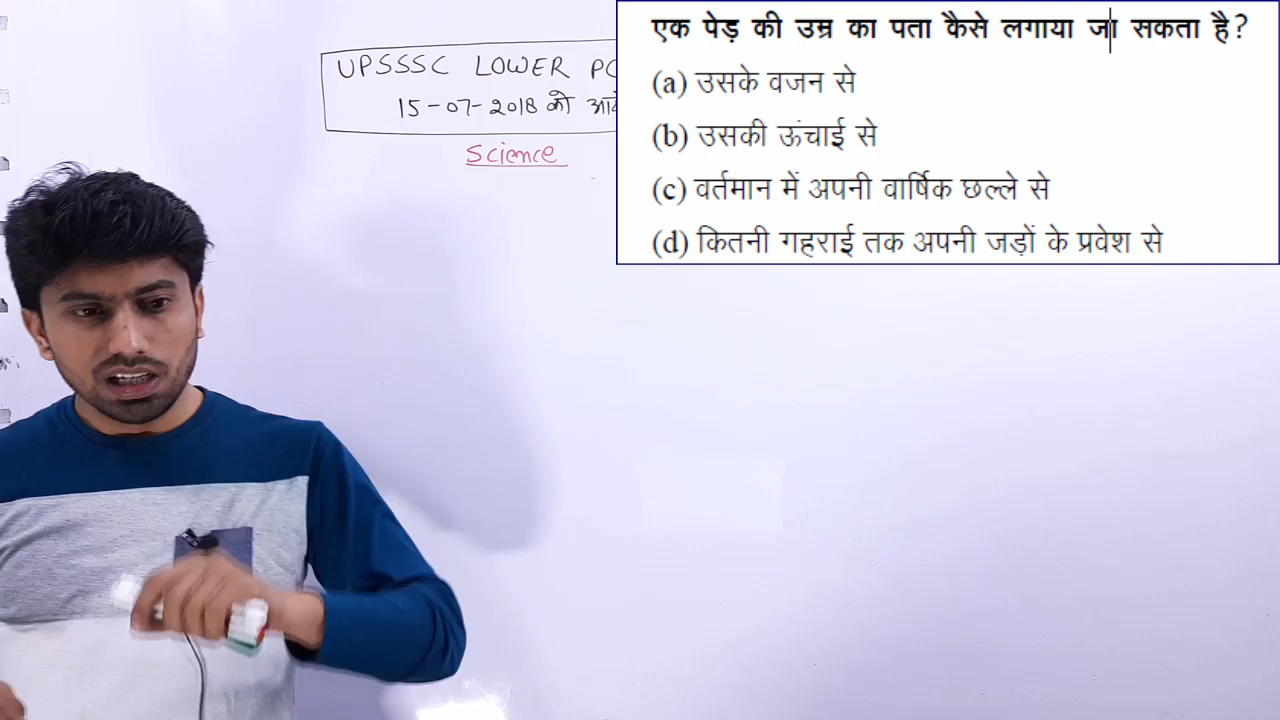 UPSSSC LOWER
15-07-2018 को
Science
एक पेड़ की उम्र का पता कैसे लगाया जा सकता है?
(a) उसके वजन से
(b) उसकी ऊंचाई से
(c) वर्तमान में अपनी वार्षिक छल्ले से
(d) कितनी गहराई तक अपनी जड़ों के प्रवेश से